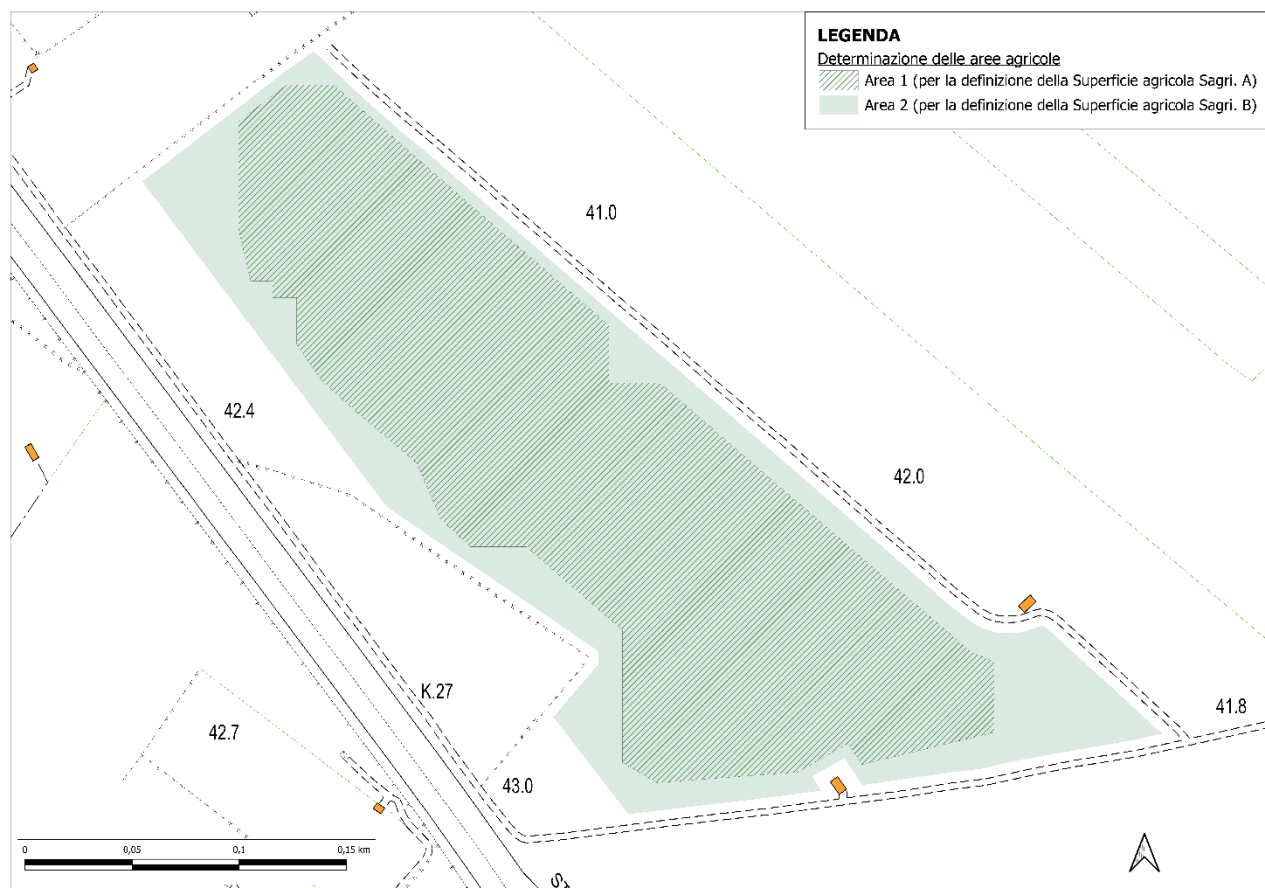 LEGENDA
Determinazione delle aree agricole
Area 1 (per la definizione della Superficie agricola Sagri. A)
Area 2 (per la definizione della Superficie agricola Sagri. B)
41.0
42.4
42.0
K.27
41.8
42.7
43.0
0 0,05 0,1 0,15 km
ST